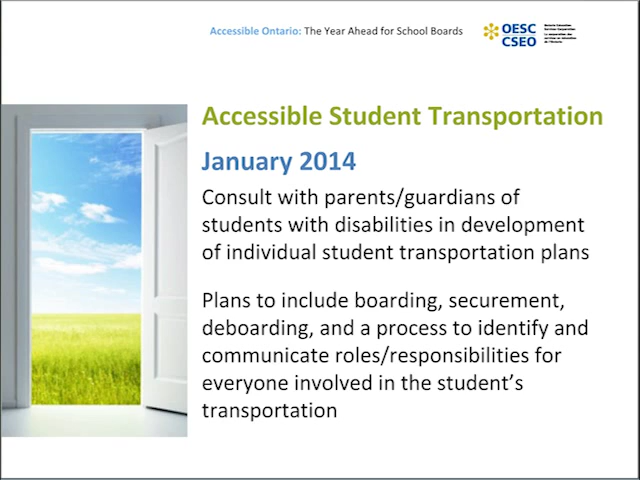 Accessible Ontario: The Year Ahead for School Boards
OESC
CSEO
Accessible Student Transportation
January 2014
Consult with parents/guardians of
students with disabilities in development
of individual student transportation plans
Plans to include boarding, securement,
deboarding, and a process to identify and
communicate roles/responsibilities for
everyone involved in the student's
transportation